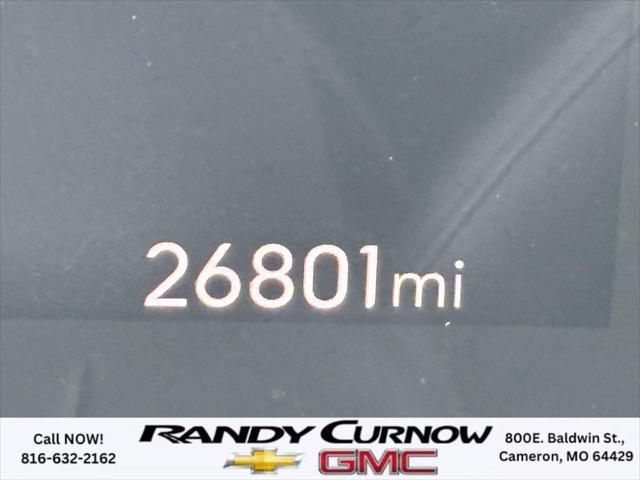 26801mi
Call NOW!
816-632-2162
RANDY CURNOW
GMC
800E. Baldwin St.,
Cameron, MO 64429